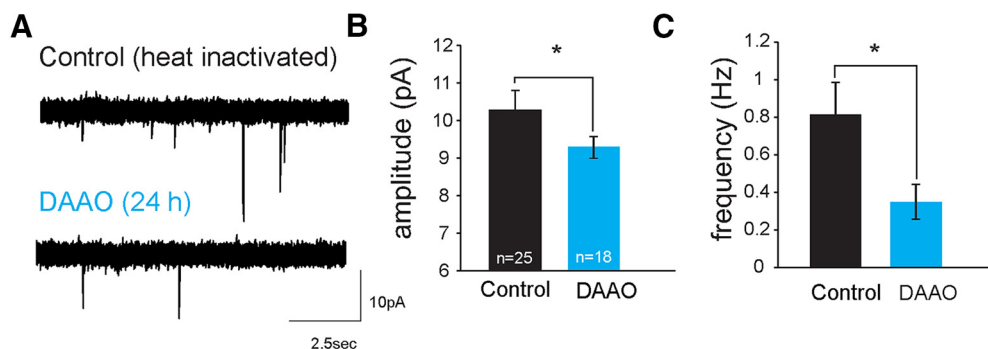 A
Control (heat inactivated)
DAAO (24 h)
10pA
2.5sec
B
*
amplitude (pA)
12
11
10
9
8
7
6
n=25
n=18
Control
DAAO
C
*
frequency (Hz)
1.2
1
0.8
0.6
0.4
0.2
0
Control
DAAO